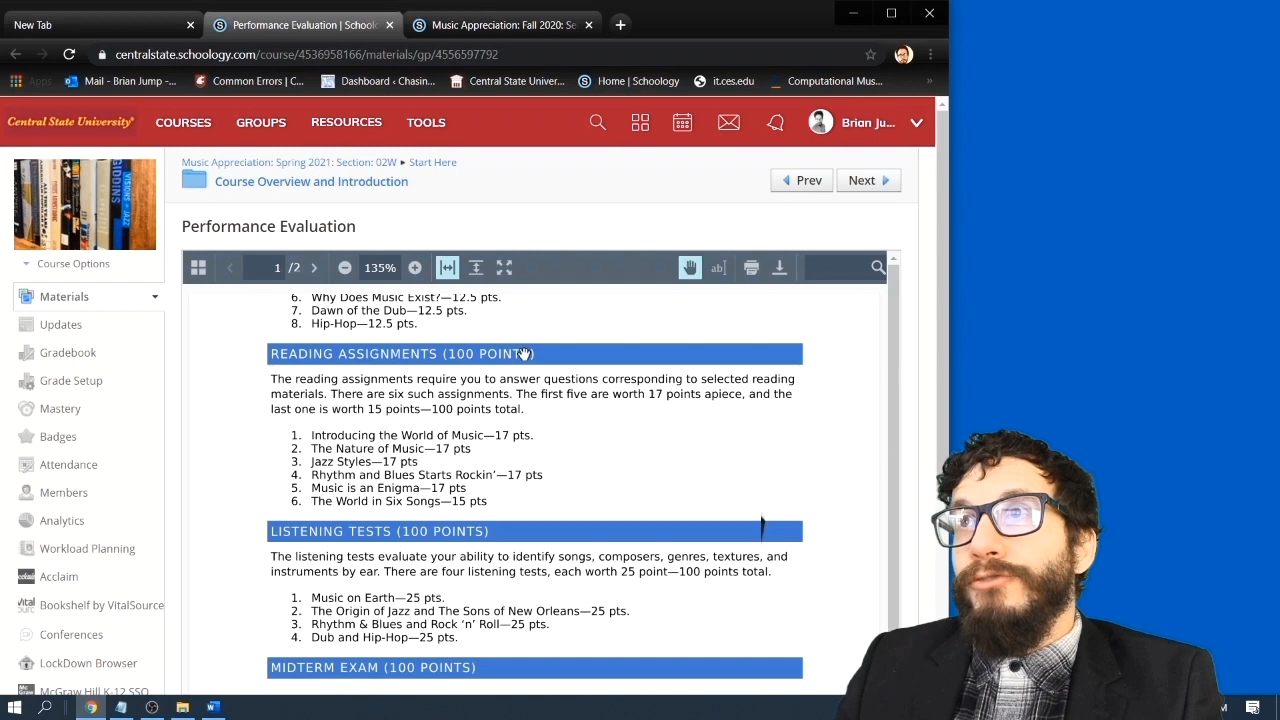 New Tab
Performance Evaluation | School
Music Appreciation: Fall 2020: Se
centralstate.schoology.com/course/4536958166/materials/gp/4556597792
Apps
Mail - Brian Jump -...
Common Errors | C...
Dashboard ‹ Chasin...
Central State Univer...
Home | Schoology
it.ces.edu
Computational Mus...
»
Central State University
COURSES
GROUPS
RESOURCES
TOOLS
Brian Ju...
Music Appreciation: Spring 2021: Section: 02W ▸ Start Here
Course Overview and Introduction
Prev
Next
Course Options
Materials
Updates
Gradebook
Grade Setup
Mastery
Badges
Attendance
Members
Analytics
Workload Planning
Acclaim
Bookshelf by VitalSource
Conferences
LockDown Browser
McGraw Hill K-12 SSO
Performance Evaluation
1 /2
135%
ab
6. Why Does Music Exist?—12.5 pts.
7. Dawn of the Dub—12.5 pts.
8. Hip-Hop—12.5 pts.
READING ASSIGNMENTS (100 POINTS)
The reading assignments require you to answer questions corresponding to selected reading
materials. There are six such assignments. The first five are worth 17 points apiece, and the
last one is worth 15 points—100 points total.
1. Introducing the World of Music—17 pts.
2. The Nature of Music—17 pts
3. Jazz Styles—17 pts
4. Rhythm and Blues Starts Rockin’—17 pts
5. Music is an Enigma—17 pts
6. The World in Six Songs—15 pts
LISTENING TESTS (100 POINTS)
The listening tests evaluate your ability to identify songs, composers, genres, textures, and
instruments by ear. There are four listening tests, each worth 25 point—100 points total.
1. Music on Earth—25 pts.
2. The Origin of Jazz and The Sons of New Orleans—25 pts.
3. Rhythm & Blues and Rock ‘n’ Roll—25 pts.
4. Dub and Hip-Hop—25 pts.
MIDTERM EXAM (100 POINTS)